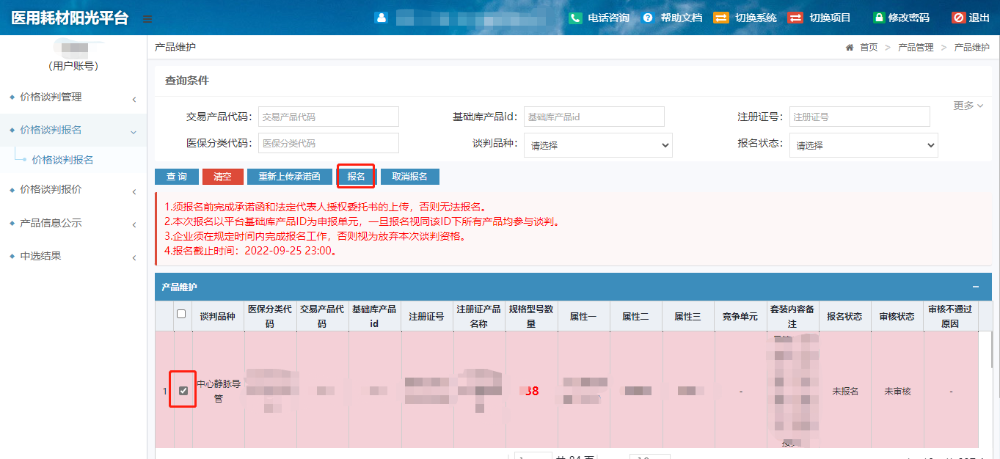 医用耗材阳光平台
电话咨询 帮助文档 切换系统 切换项目 修改密码 退出
(用户账号)
价格谈判管理
价格谈判报名
价格谈判报名
价格谈判报价
产品信息公示
中选结果
产品维护
首页 > 产品管理 > 产品维护
查询条件
更多
交易产品代码: 交易产品代码 基础库产品id: 基础库产品id 注册证号: 注册证号
医保分类代码: 医保分类代码 谈判品种: 请选择 报名状态: 请选择
查 询 清空 重新上传承诺函 报名 取消报名
1.须报名前完成承诺函和法定代表人授权委托书的上传，否则无法报名。
2.本次报名以平台基础库产品ID为申报单元，一旦报名视同该ID下所有产品均参与谈判。
3.企业须在规定时间内完成报名工作，否则视为放弃本次谈判资格。
4.报名截止时间：2022-09-25 23:00。
产品维护
谈判品种 医保分类代码 交易产品代码 基础库产品id 注册证号 注册证产品名称 规格型号数量 属性一 属性二 属性三 竞争单元 套装内容备注 报名状态 审核状态 审核不通过原因
1 中心静脉导管 38 - 未报名 未审核 -